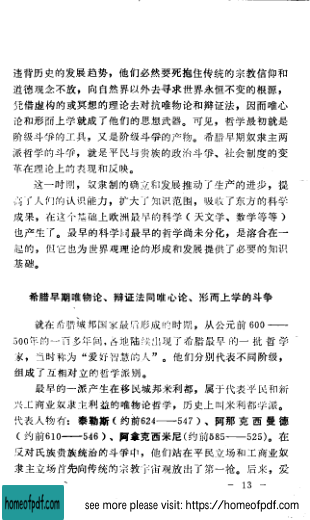 违背历史的发展趋势，他们必然要死抱住传统的宗教信仰和
道德观念不放，向自然界以外去寻求世界永恒不变的根源，
凭借虚构的或冥想的理论去对抗唯物论和辩证法，因而唯心
论和形而上学就成了他们的思想武器。可见，哲学最初就是
阶级斗争的工具，又是阶级斗争的产物。希腊早期奴隶主两
派哲学的斗争，就是平民与贵族的政治斗争、社会制度的变
革在理论上的表现和反映。
这一时期，奴隶制的确立和发展推动了生产的进步，提
高了人们的认识能力，扩大了知识范围，吸收了东方的科学
成果，在这个基础上欧洲最早的科学（天文学、数学等等）
也产生了。最早的科学同最早的哲学尚未分化，是溶合在一
起的，但它也为世界观理论的形成和发展提供了必要的知识
基础。
希腊早期唯物论、辩证法同唯心论、形而上学的斗争
就在希腊城邦国家最后形成的时期，从公元前600——
500年的一百多年间，各地陆续出现了希腊最早的一批哲学
家，当时称为“爱好智慧的人”。他们分别代表不同阶级，
组成了互相对立的哲学派别。
最早的一派产生在移民城邦米利都，属于代表平民和新
兴工商业奴隶主利益的唯物论哲学，历史上叫米利都学派。
代表人物有：泰勒斯（约前624——547）、阿那克西曼德
（约前610——546）、阿拿克西米尼（约前585——525）。在
反对氏族贵族统治的斗争中，他们站在平民立场和工商业奴
隶主立场首先向传统的宗教宇宙观放出了第一枪。后来，爱
— 13 —
homeofpdf.com
see more please visit: https://homeofpdf.com
homeofpdf.com